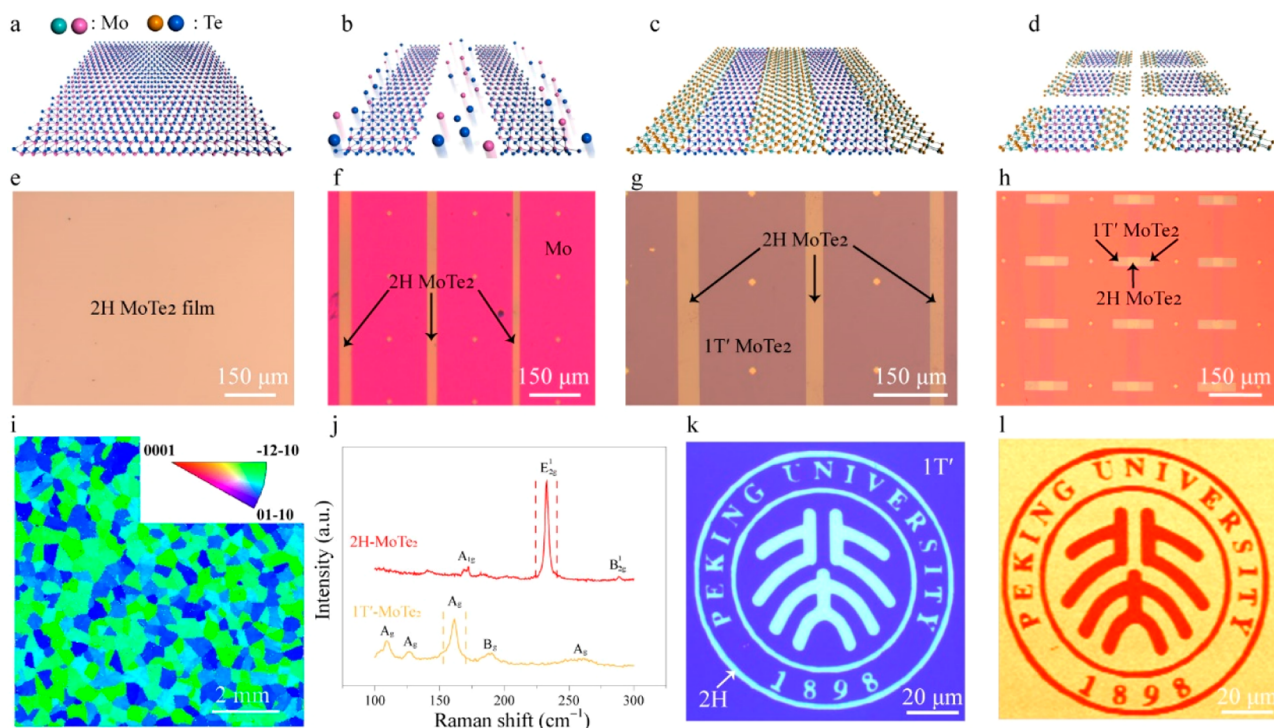 a
: Mo
: Te
b
c
d
e
2H MoTe2 film
150 μm
f
Mo
2H MoTe2
150 μm
g
2H MoTe2
1T′ MoTe2
150 μm
h
1T′ MoTe2
2H MoTe2
150 μm
i
0001
-12-10
01-10
2 mm
j
Intensity (a.u.)
E¹2g
2H-MoTe2
A1g
B¹2g
1T′-MoTe2
Ag
Ag
Ag
Bg
Ag
100
150
200
250
300
Raman shift (cm⁻¹)
k
1T′
PEKING UNIVERSITY
1898
2H
20 μm
l
PEKING UNIVERSITY
1898
20 μm